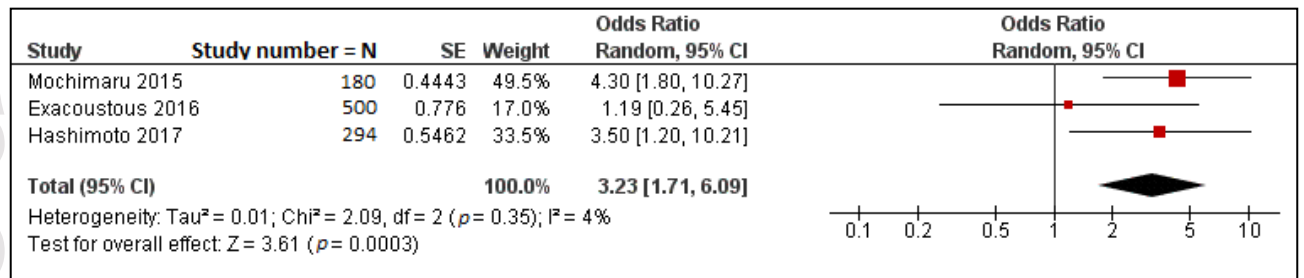 Odds Ratio Odds Ratio
Study Study number = N SE Weight Random, 95% CI Random, 95% CI
Mochimaru 2015 180 0.4443 49.5% 4.30 [1.80, 10.27]
Exacoustous 2016 500 0.776 17.0% 1.19 [0.26, 5.45]
Hashimoto 2017 294 0.5462 33.5% 3.50 [1.20, 10.21]
Total (95% CI) 100.0% 3.23 [1.71, 6.09]
Heterogeneity: Tau² = 0.01; Chi² = 2.09, df = 2 (p = 0.35); I² = 4%
Test for overall effect: Z = 3.61 (p = 0.0003)
0.1 0.2 0.5 1 2 5 10